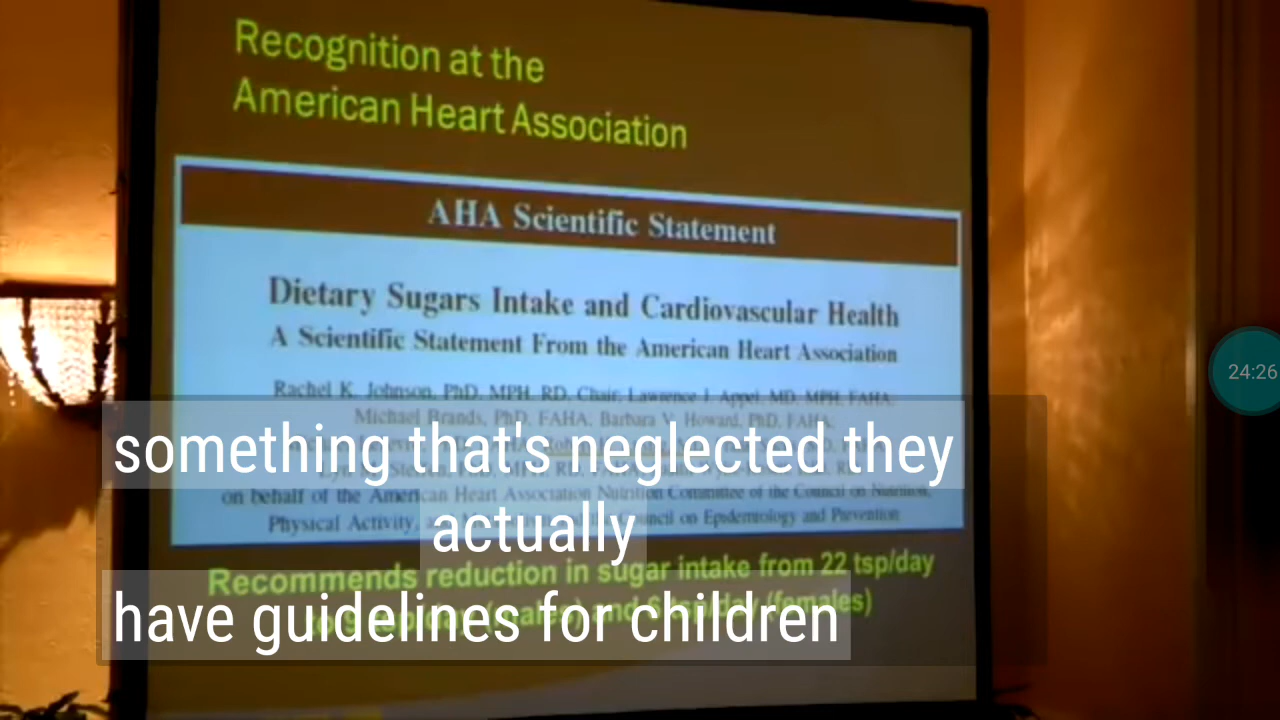 Recognition at the
American Heart Association
AHA Scientific Statement
Dietary Sugars Intake and Cardiovascular Health
A Scientific Statement From the American Heart Association
Rachel K. Johnson, PhD, MPH, RD, Chair; Lawrence J. Appel, MD, MPH, FAHA;
Michael Brands, PhD, FAHA; Barbara V. Howard, PhD, FAHA;
on behalf of the American Heart Association Nutrition Committee of the Council on Nutrition,
Physical Activity, Council on Epidemiology and Prevention
Recommends reduction in sugar intake from 22 tsp/day
(males) and (females)
something that's neglected they
actually
have guidelines for children
24:26